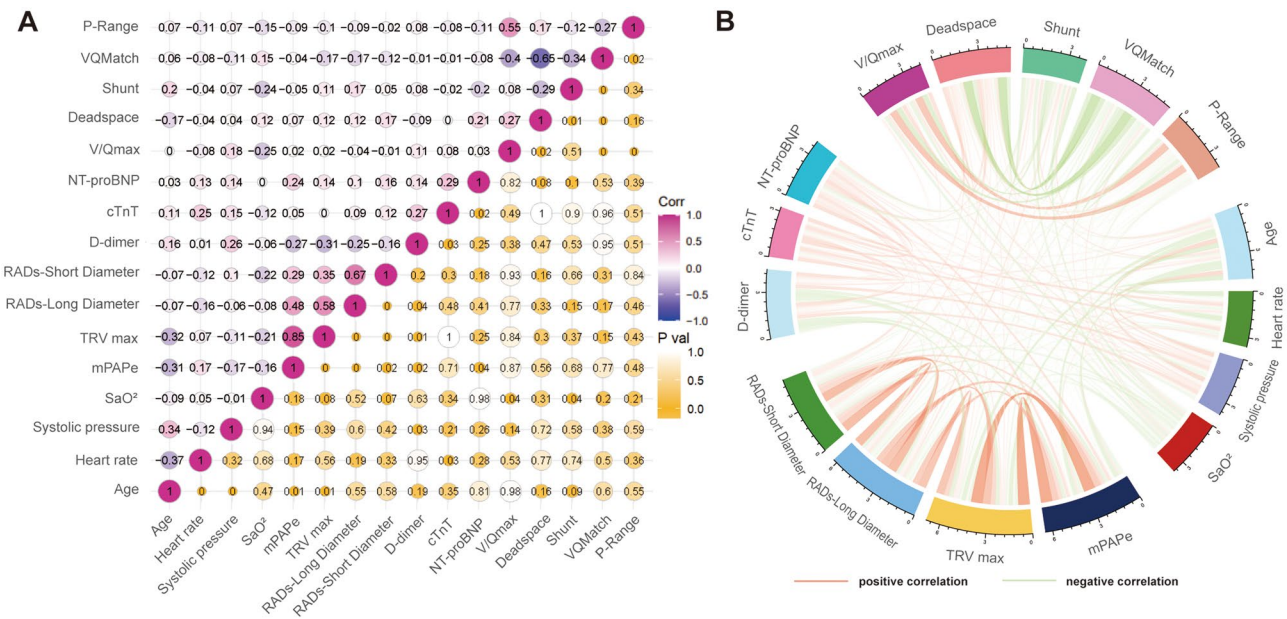 A
P-Range 0.07 −0.11 0.07 −0.15 −0.09 −0.1 −0.09 −0.02 0.08 −0.08 −0.11 0.55 0.17 −0.12 −0.27 1
VQMatch 0.06 −0.08 −0.11 0.15 −0.04 −0.17 −0.17 −0.12 −0.01 −0.01 −0.08 −0.4 −0.65 −0.34 1 0.02
Shunt 0.2 −0.04 0.07 −0.24 −0.05 0.11 0.17 0.05 0.08 −0.02 −0.2 0.08 −0.29 1 0 0.34
Deadspace −0.17 −0.04 0.04 0.12 0.07 0.12 0.12 0.17 −0.09 0 0.21 0.27 1 0.01 0 0.16
V/Qmax 0 −0.08 0.18 −0.25 0.02 0.02 −0.04 −0.01 0.11 0.08 0.03 1 0.02 0.51 0 0
NT-proBNP 0.03 0.13 0.14 0 0.24 0.14 0.1 0.16 0.14 0.29 1 0.82 0.08 0.1 0.53 0.39
cTnT 0.11 0.25 0.15 −0.12 0.05 0 0.09 0.12 0.27 1 0.02 0.49 1 0.9 0.96 0.51
D-dimer 0.16 0.01 0.26 −0.06 −0.27 −0.31 −0.25 −0.16 1 0.03 0.25 0.38 0.47 0.53 0.95 0.51
RADs-Short Diameter −0.07 −0.12 0.1 −0.22 0.29 0.35 0.67 1 0.2 0.3 0.18 0.93 0.16 0.66 0.31 0.84
RADs-Long Diameter −0.07 −0.16 −0.06 −0.08 0.48 0.58 1 0 0.04 0.48 0.41 0.77 0.33 0.15 0.17 0.46
TRV max −0.32 0.07 −0.11 −0.21 0.85 1 0 0 0.01 1 0.25 0.84 0.3 0.37 0.15 0.43
mPAPe −0.31 0.17 −0.17 −0.16 1 0 0 0.02 0.02 0.71 0.04 0.87 0.56 0.68 0.77 0.48
SaO² −0.09 0.05 −0.01 1 0.18 0.08 0.52 0.07 0.63 0.34 0.98 0.04 0.31 0.04 0.2 0.21
Systolic pressure 0.34 −0.12 1 0.94 0.15 0.39 0.6 0.42 0.03 0.21 0.26 0.14 0.72 0.58 0.38 0.59
Heart rate −0.37 1 0.32 0.68 0.17 0.56 0.19 0.33 0.95 0.03 0.28 0.53 0.77 0.74 0.5 0.36
Age 1 0 0 0.47 0.01 0.01 0.55 0.58 0.19 0.35 0.81 0.98 0.16 0.09 0.6 0.55
Age
Heart rate
Systolic pressure
SaO²
mPAPe
TRV max
RADs-Long Diameter
RADs-Short Diameter
D-dimer
cTnT
NT-proBNP
V/Qmax
Deadspace
Shunt
VQMatch
P-Range
Corr
1.0
0.5
0.0
−0.5
−1.0
P val
1.0
0.5
0.0
B
V/Qmax
Deadspace
Shunt
VQMatch
P-Range
Age
Heart rate
Systolic pressure
SaO²
mPAPe
TRV max
RADs-Long Diameter
RADs-Short Diameter
D-dimer
cTnT
NT-proBNP
positive correlation
negative correlation